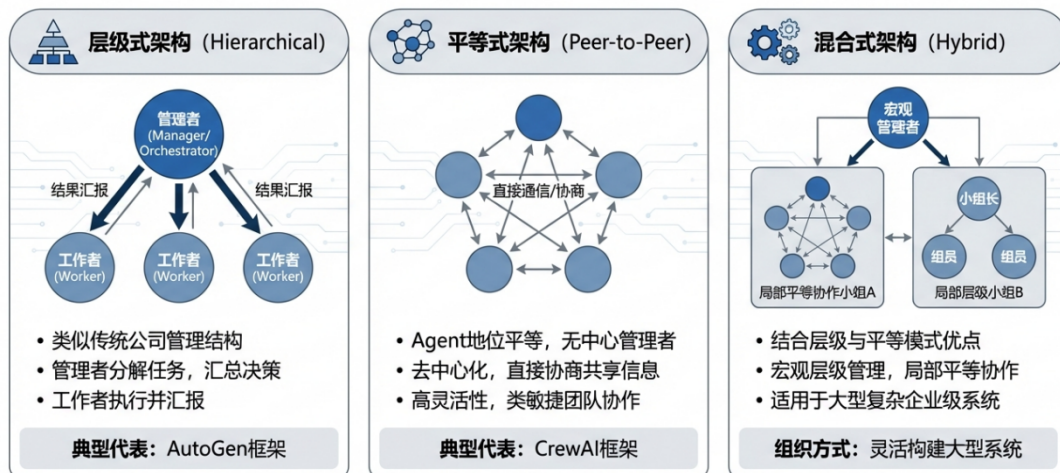 层级式架构（Hierarchical）
管理者
(Manager/
Orchestrator)
结果汇报
结果汇报
工作者
(Worker)
工作者
(Worker)
工作者
(Worker)
• 类似传统公司管理结构
• 管理者分解任务，汇总决策
• 工作者执行并汇报
典型代表：AutoGen框架
平等式架构（Peer-to-Peer）
直接通信/协商
• Agent地位平等，无中心管理者
• 去中心化，直接协商共享信息
• 高灵活性，类敏捷团队协作
典型代表：CrewAI框架
混合式架构（Hybrid）
宏观
管理者
局部平等协作小组A
小组长
组员
组员
局部层级小组B
• 结合层级与平等模式优点
• 宏观层级管理，局部平等协作
• 适用于大型复杂企业级系统
组织方式：灵活构建大型系统